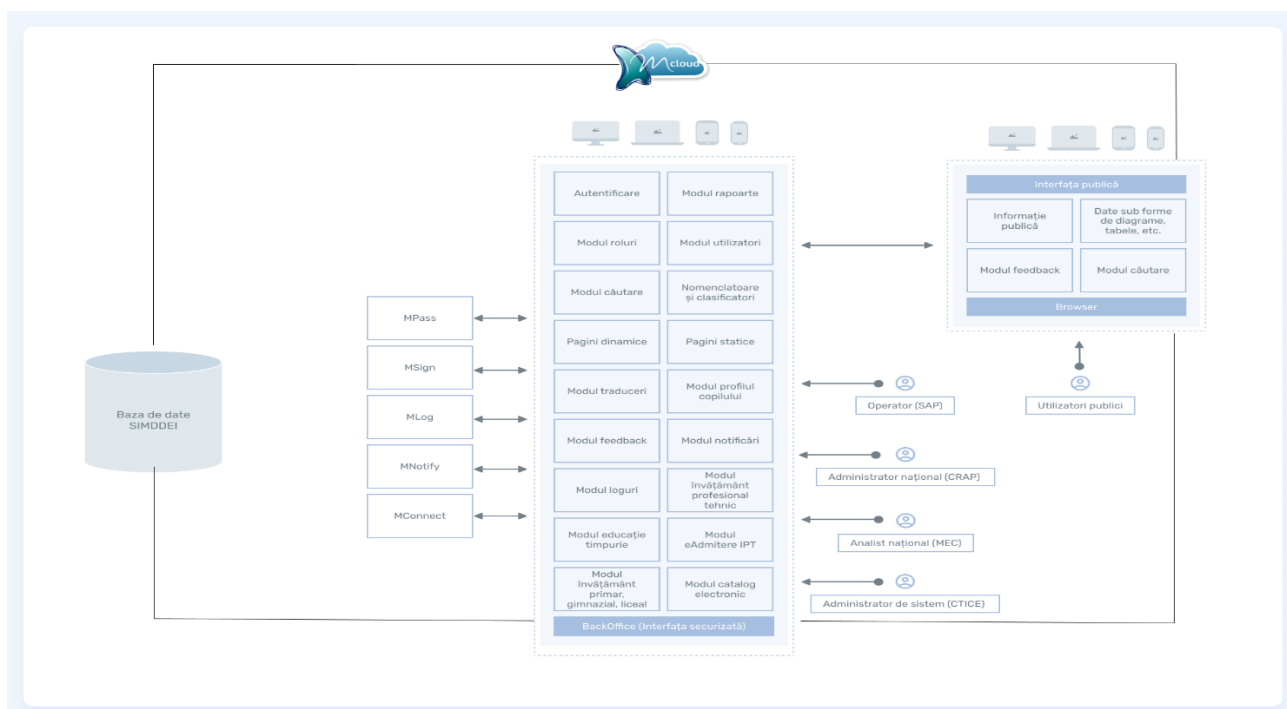 Mcloud
Autentificare
Modul rapoarte
Modul roluri
Modul utilizatori
Modul căutare
Nomenclatoare
și clasificatori
Pagini dinamice
Pagini statice
Modul traduceri
Modul profilul
copilului
Modul feedback
Modul notificări
Modul loguri
Modul
învățământ
profesional
tehnic
Modul educație
timpurie
Modul
eAdmitere IPT
Modul
învățământ
primar,
gimnazial, liceal
Modul catalog
electronic
BackOffice (Interfața securizată)
MPass
MSign
MLog
MNotify
MConnect
Baza de date
SIMDDEI
Interfața publică
Informație
publică
Date sub forme
de diagrame,
tabele, etc.
Modul feedback
Modul căutare
Browser
Operator (SAP)
Utilizatori publici
Administrator național (CRAP)
Analist național (MEC)
Administrator de sistem (CTICE)